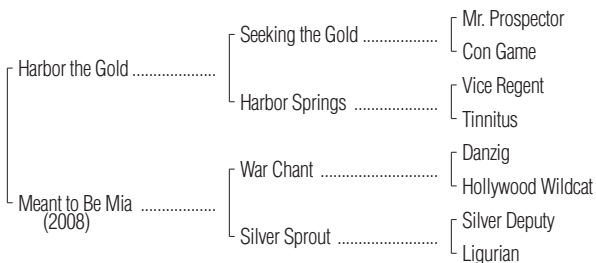 Mr. Prospector
Seeking the Gold ..................
Con Game
Harbor the Gold ....................
Vice Regent
Harbor Springs ....................
Tinnitus
Danzig
War Chant ............................
Hollywood Wildcat
Meant to Be Mia ..................
(2008)
Silver Deputy
Silver Sprout ........................
Ligurian